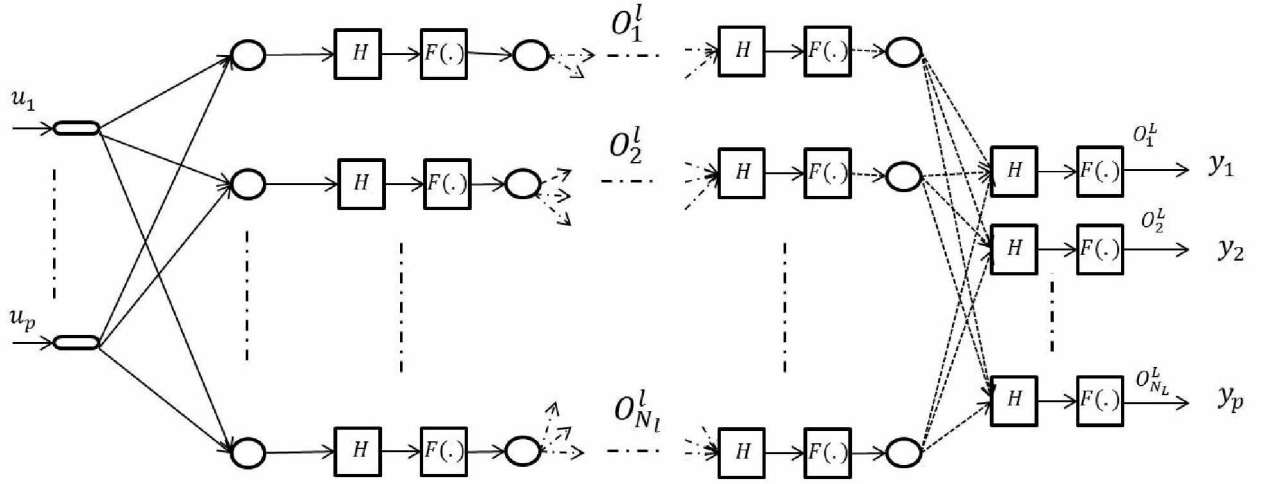 H F(.) O_1^l H F(.)
u_1
H F(.) O_2^l H F(.)
H F(.) O_1^L y_1
H F(.) O_2^L y_2
u_p
H F(.) O_{N_L}^L y_p
H F(.) O_{N_l}^l H F(.)